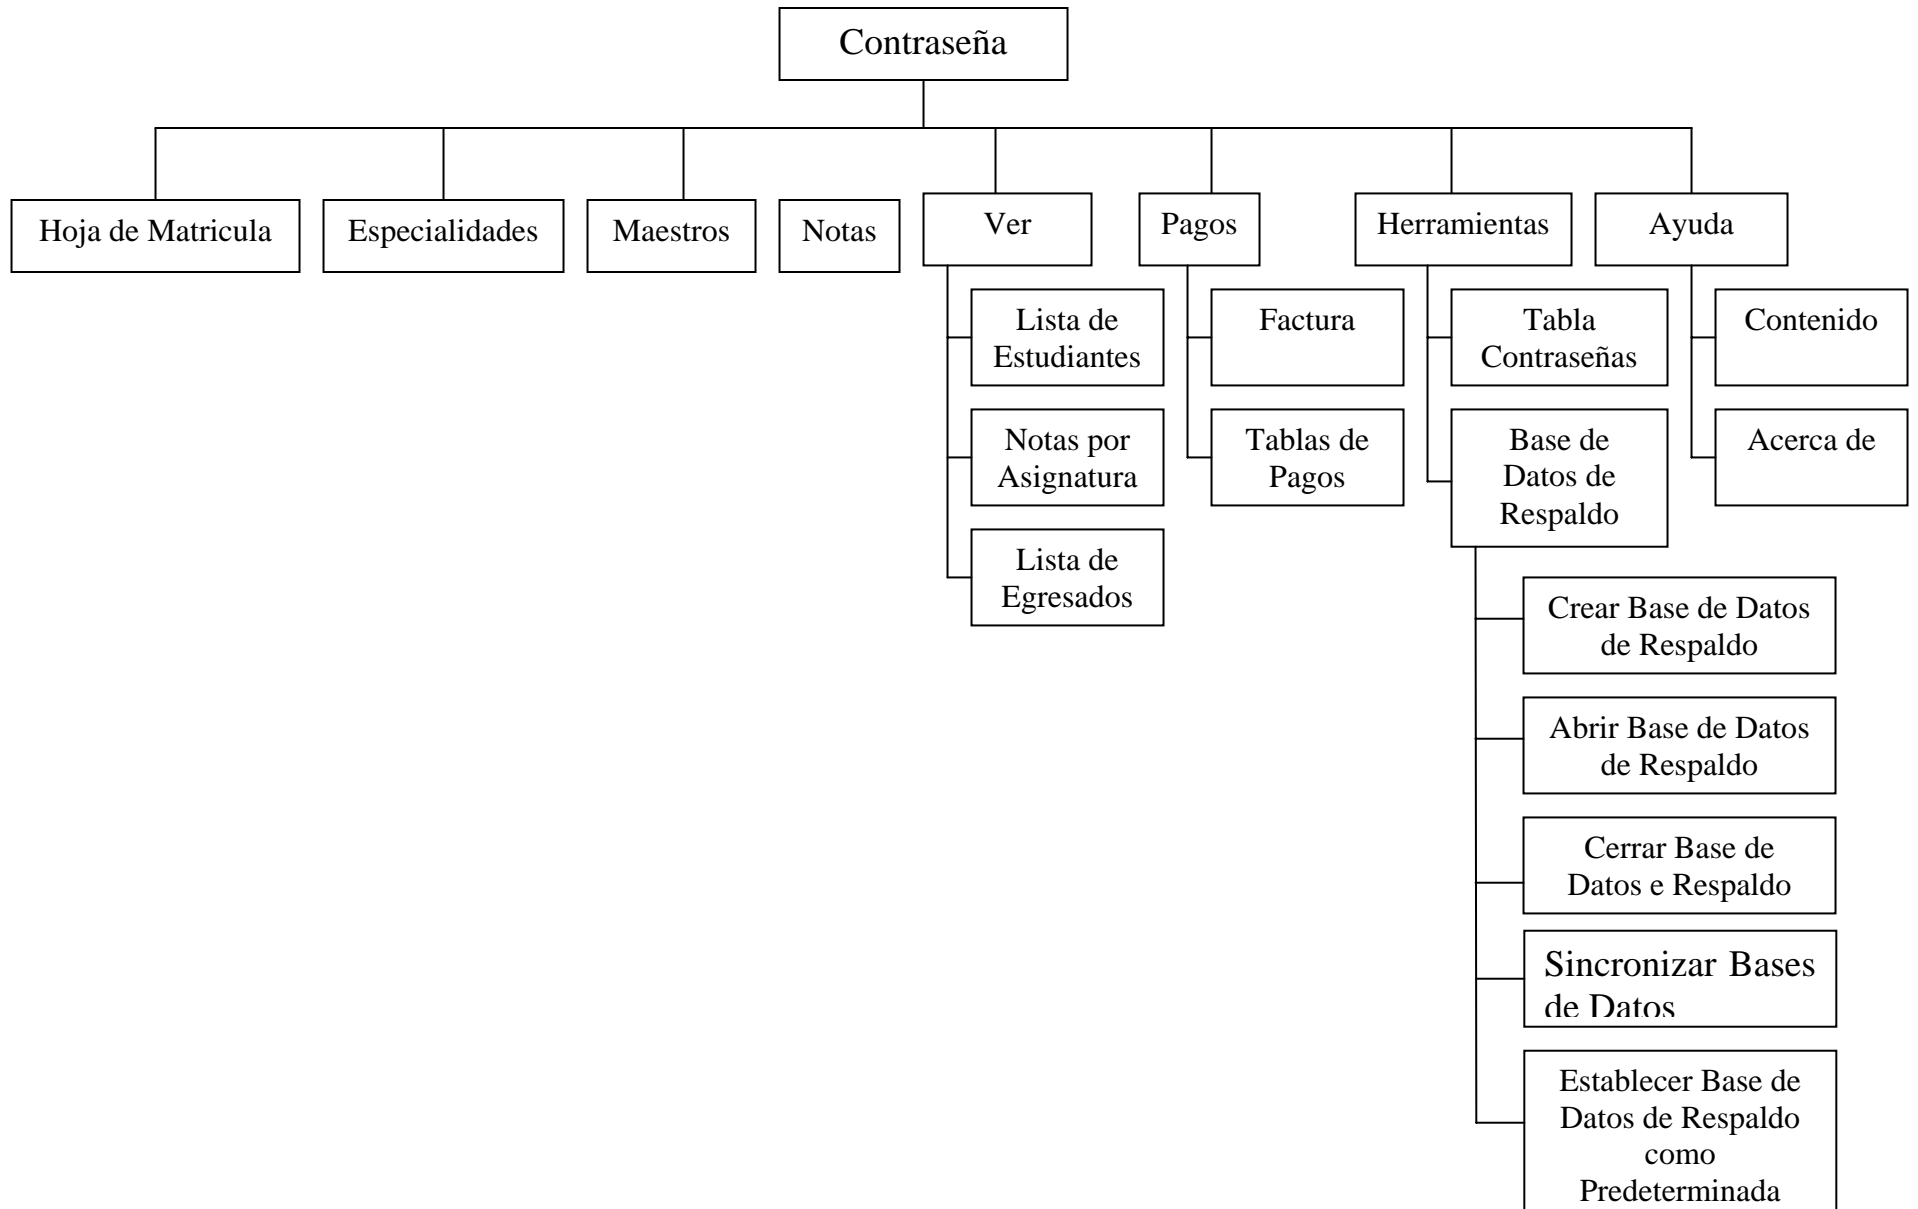 Contraseña
Hoja de Matricula
Especialidades
Maestros
Notas
Ver
Pagos
Herramientas
Ayuda
Lista de
Estudiantes
Notas por
Asignatura
Lista de
Egresados
Factura
Tablas de
Pagos
Tabla
Contraseñas
Base de
Datos de
Respaldo
Crear Base de Datos
de Respaldo
Abrir Base de Datos
de Respaldo
Cerrar Base de
Datos e Respaldo
Sincronizar Bases
de Datos
Establecer Base de
Datos de Respaldo
como
Predeterminada
Contenido
Acerca de